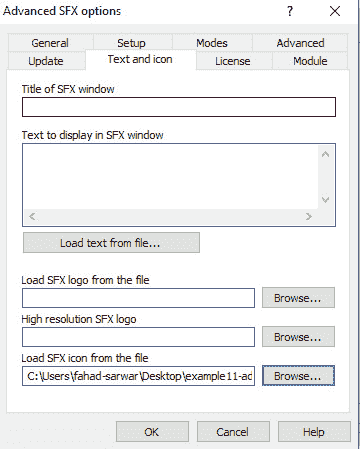 Advanced SFX options
General Setup Modes Advanced
Update Text and icon License Module
Title of SFX window
Text to display in SFX window
Load text from file...
Load SFX logo from the file
Browse...
High resolution SFX logo
Browse...
Load SFX icon from the file
C:\Users\fahad-sarwar\Desktop\example11-ad Browse...
OK Cancel Help